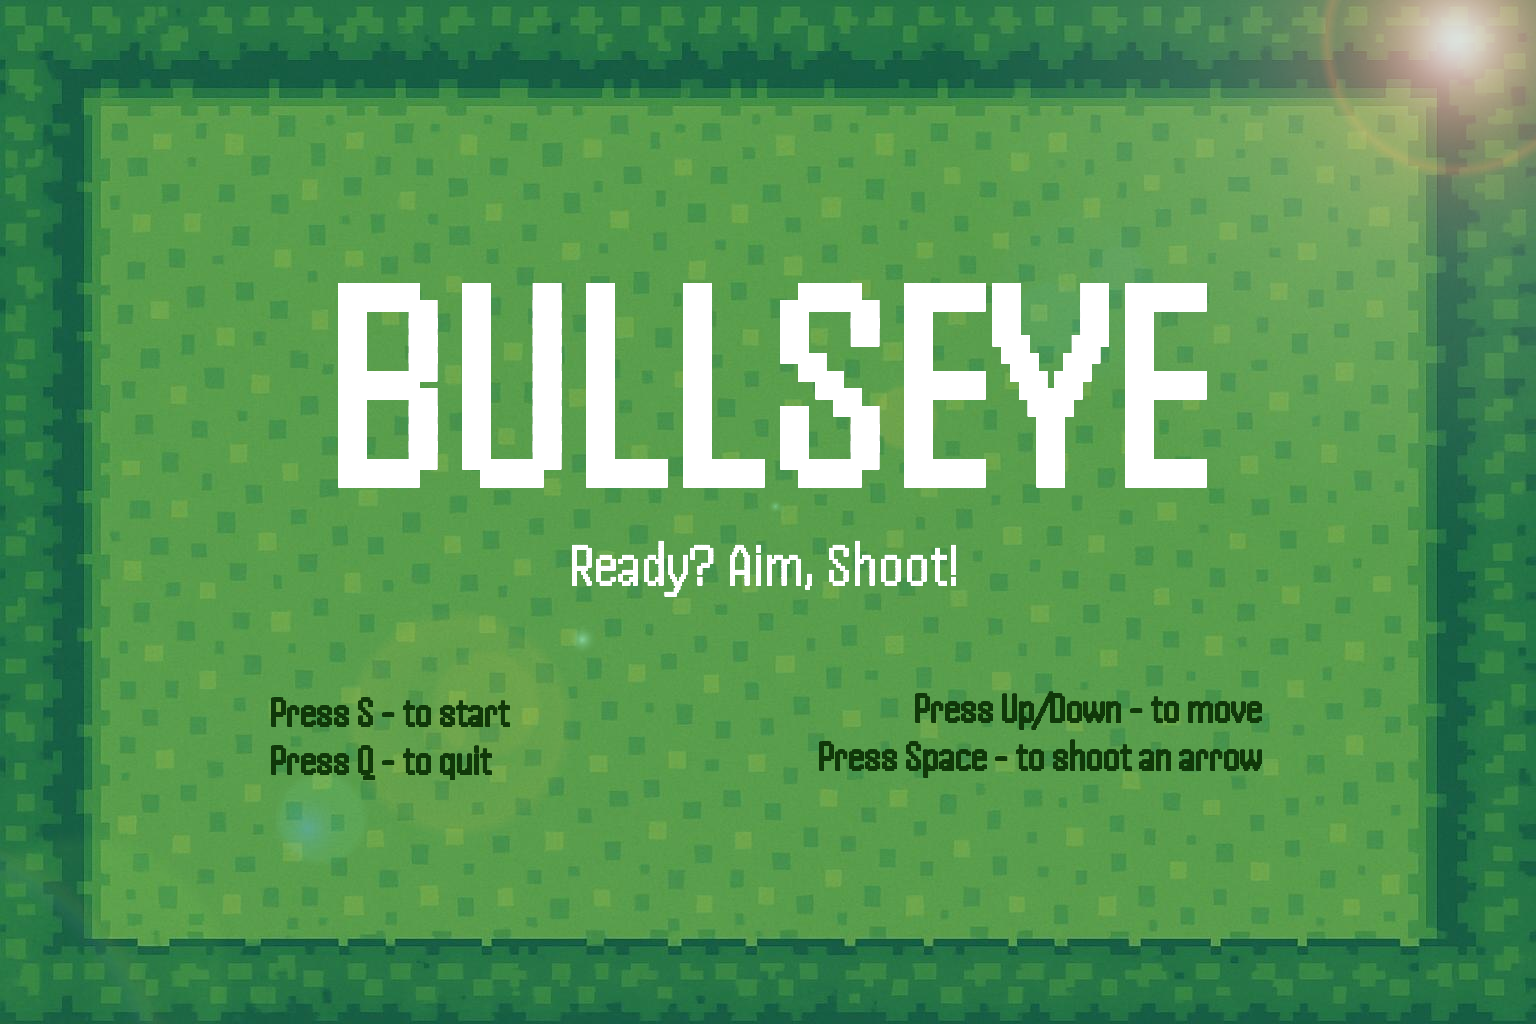 BULLSEYE
Ready? Aim, Shoot!
Press S - to start
Press Q - to quit
Press Up/Down - to move
Press Space - to shoot an arrow